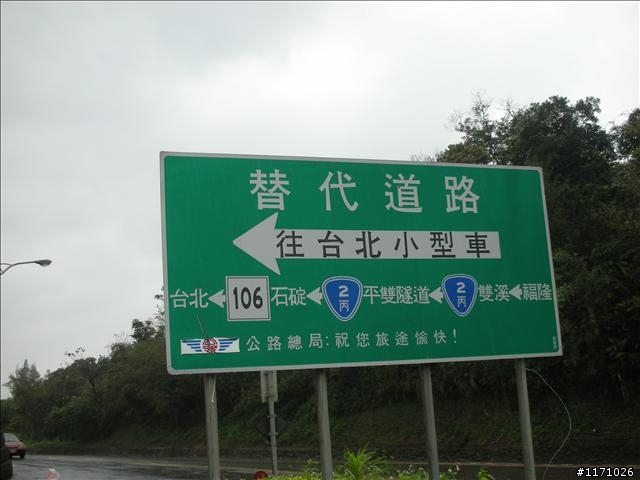 替代道路
往台北小型車
台北 106 石碇 2丙 平雙隧道 2丙 雙溪 福隆
公路總局:祝您旅途愉快!
#1171026